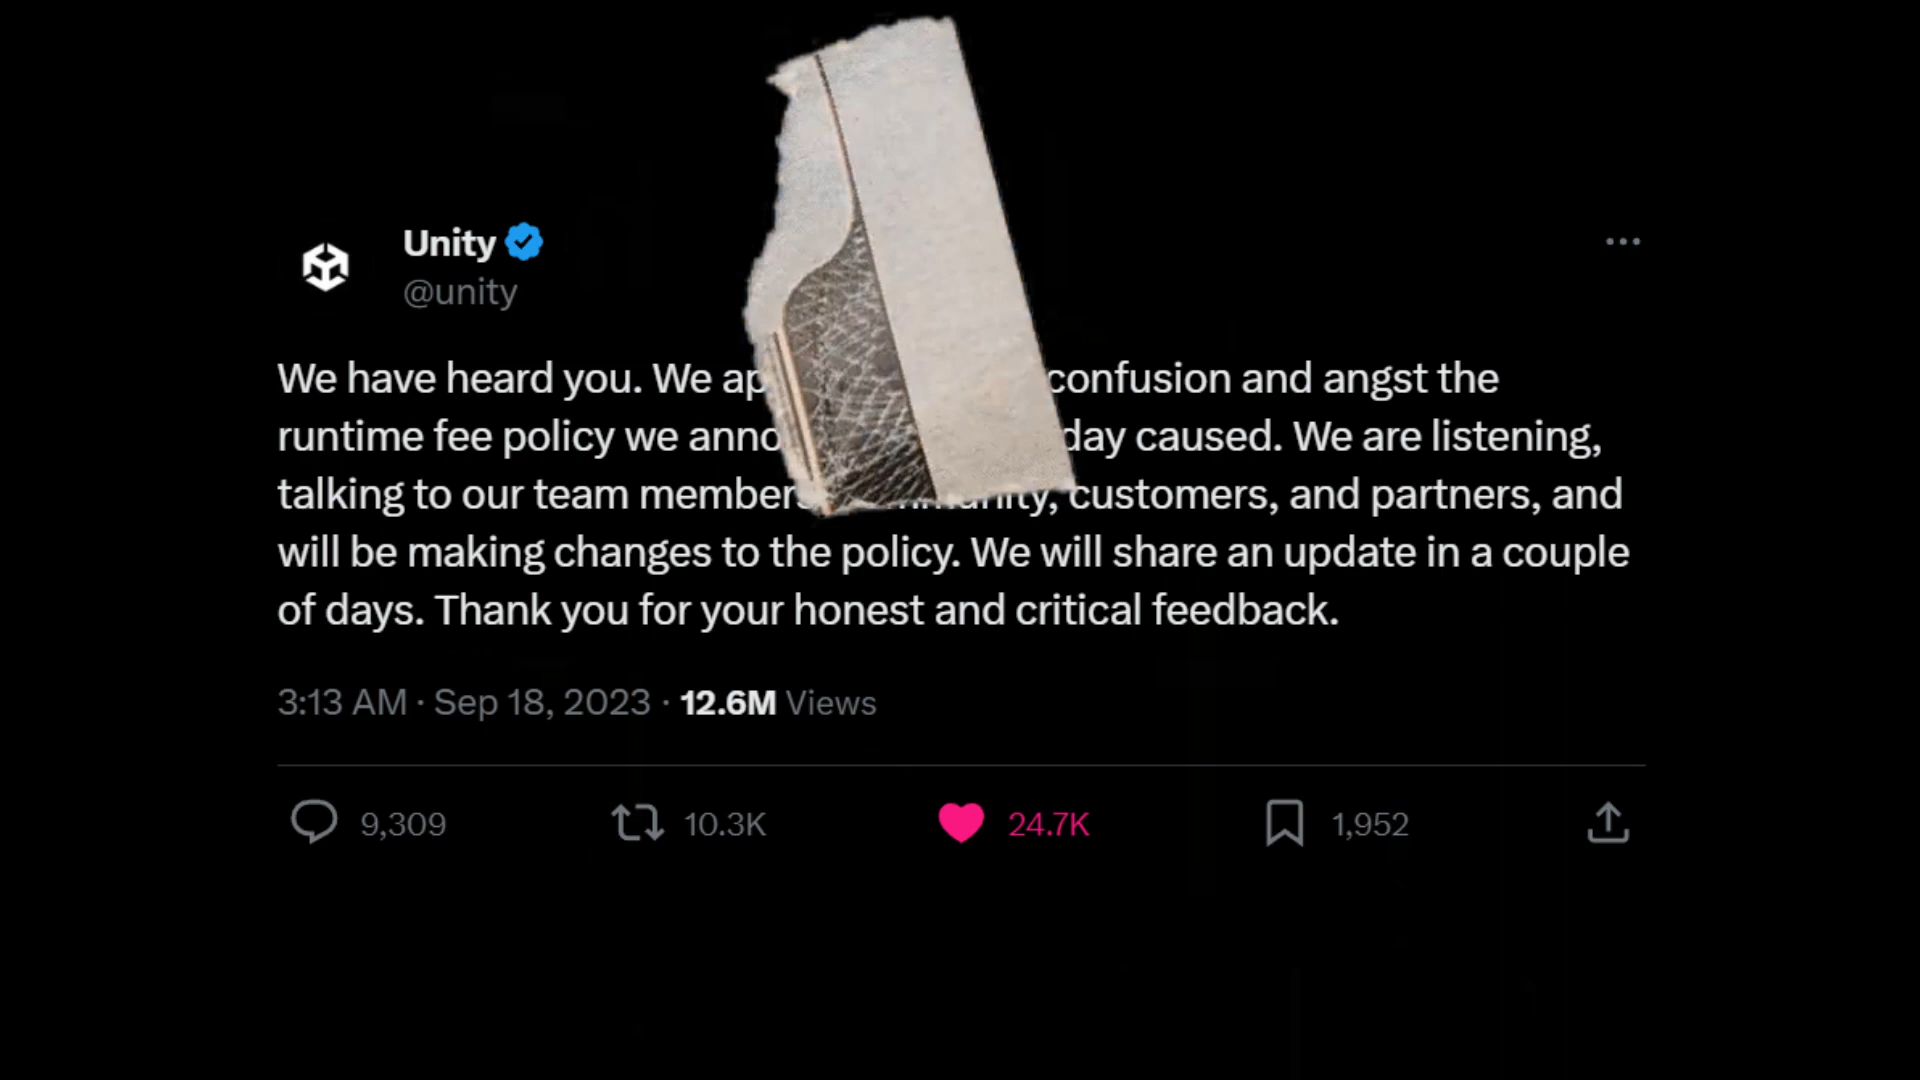 Unity
@unity
We have heard you. We confusion and angst the
runtime fee policy we day caused. We are listening,
talking to our team members customers, and partners, and
will be making changes to the policy. We will share an update in a couple
of days. Thank you for your honest and critical feedback.
3:13 AM · Sep 18, 2023 · 12.6M Views
9,309 10.3K 24.7K 1,952